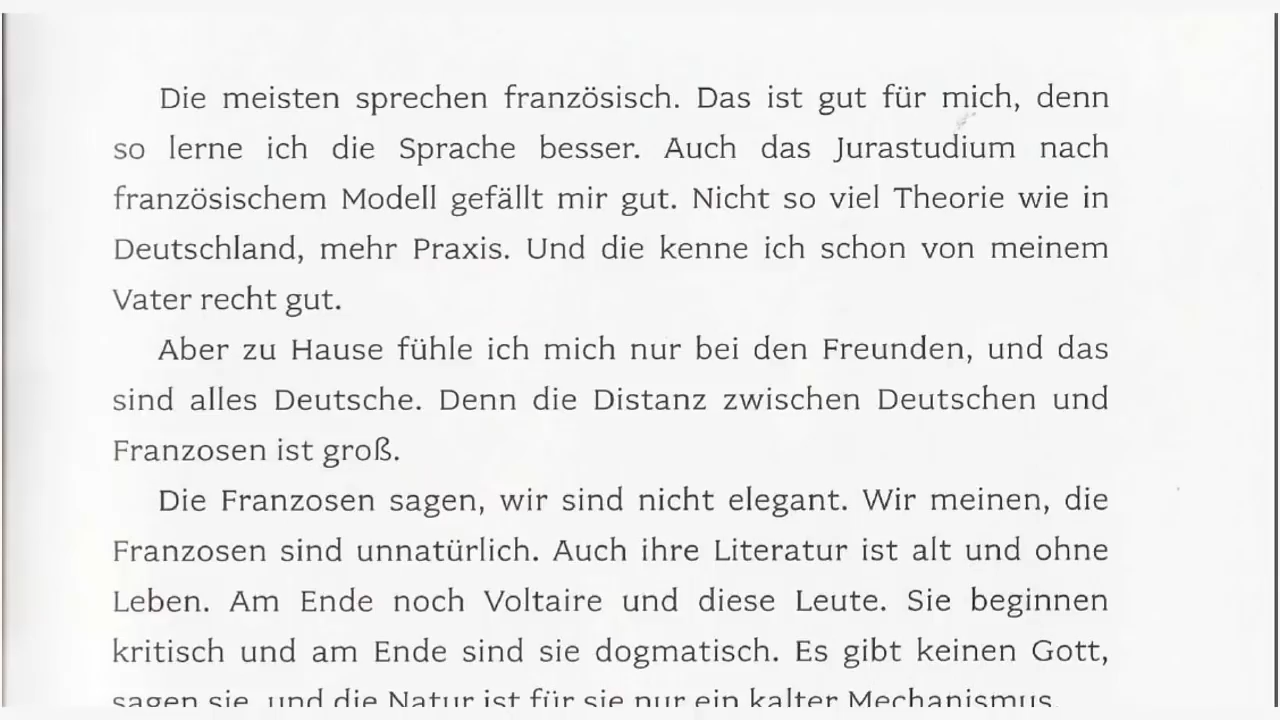 Die meisten sprechen französisch. Das ist gut für mich, denn
so lerne ich die Sprache besser. Auch das Jurastudium nach
französischem Modell gefällt mir gut. Nicht so viel Theorie wie in
Deutschland, mehr Praxis. Und die kenne ich schon von meinem
Vater recht gut.
Aber zu Hause fühle ich mich nur bei den Freunden, und das
sind alles Deutsche. Denn die Distanz zwischen Deutschen und
Franzosen ist groß.
Die Franzosen sagen, wir sind nicht elegant. Wir meinen, die
Franzosen sind unnatürlich. Auch ihre Literatur ist alt und ohne
Leben. Am Ende noch Voltaire und diese Leute. Sie beginnen
kritisch und am Ende sind sie dogmatisch. Es gibt keinen Gott,
sagen sie, und die Natur ist für sie nur ein kalter Mechanismus.